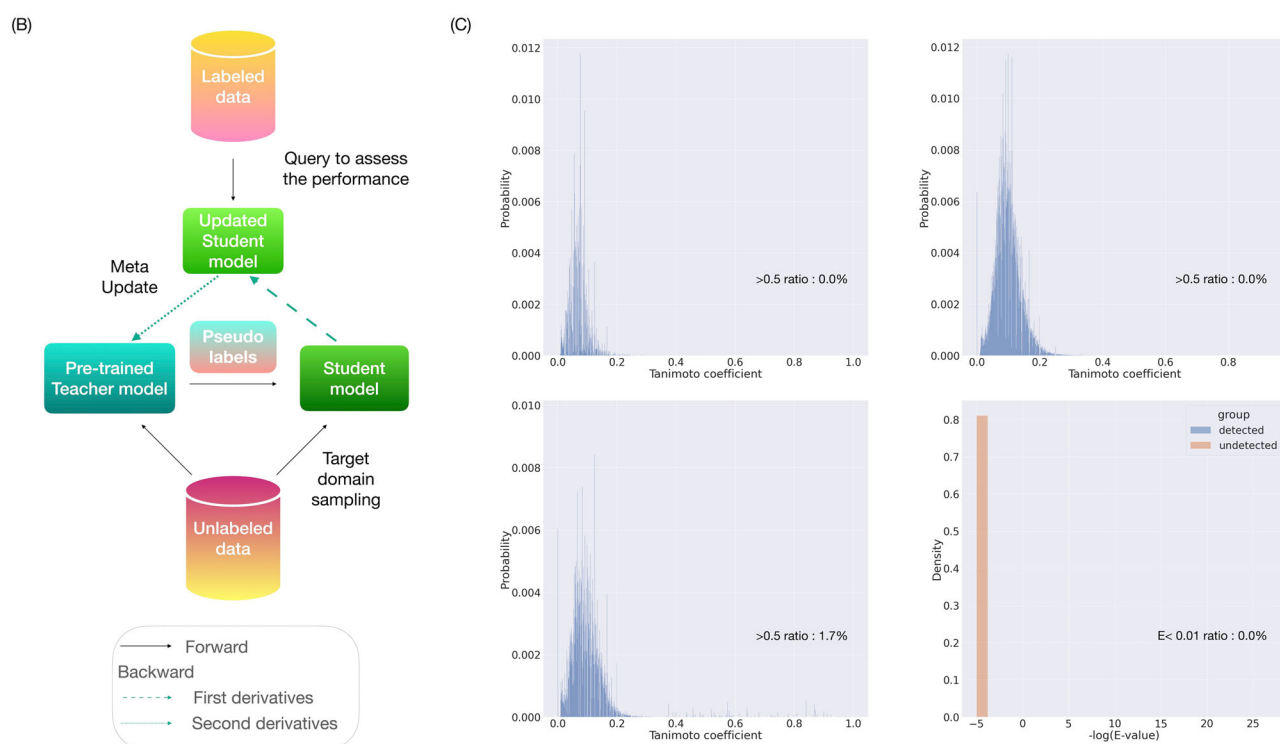 (B)
Labeled
data
Query to assess
the performance
Updated
Student
model
Meta
Update
Pseudo
labels
Pre-trained
Teacher model
Student
model
Target
domain
sampling
Unlabeled
data
Forward
Backward
First derivatives
Second derivatives
(C)
0.012
0.010
0.008
0.006
0.004
0.002
0.000
Probability
>0.5 ratio : 0.0%
0.0 0.2 0.4 0.6 0.8 1.0
Tanimoto coefficient
0.012
0.010
0.008
0.006
0.004
0.002
0.000
Probability
>0.5 ratio : 0.0%
0.0 0.2 0.4 0.6 0.8
Tanimoto coefficient
0.010
0.008
0.006
0.004
0.002
0.000
Probability
>0.5 ratio : 1.7%
0.0 0.2 0.4 0.6 0.8 1.0
Tanimoto coefficient
0.8
0.7
0.6
0.5
0.4
0.3
0.2
0.1
0.0
Density
group
detected
undetected
E< 0.01 ratio : 0.0%
−5 0 5 10 15 20 25
-log(E-value)